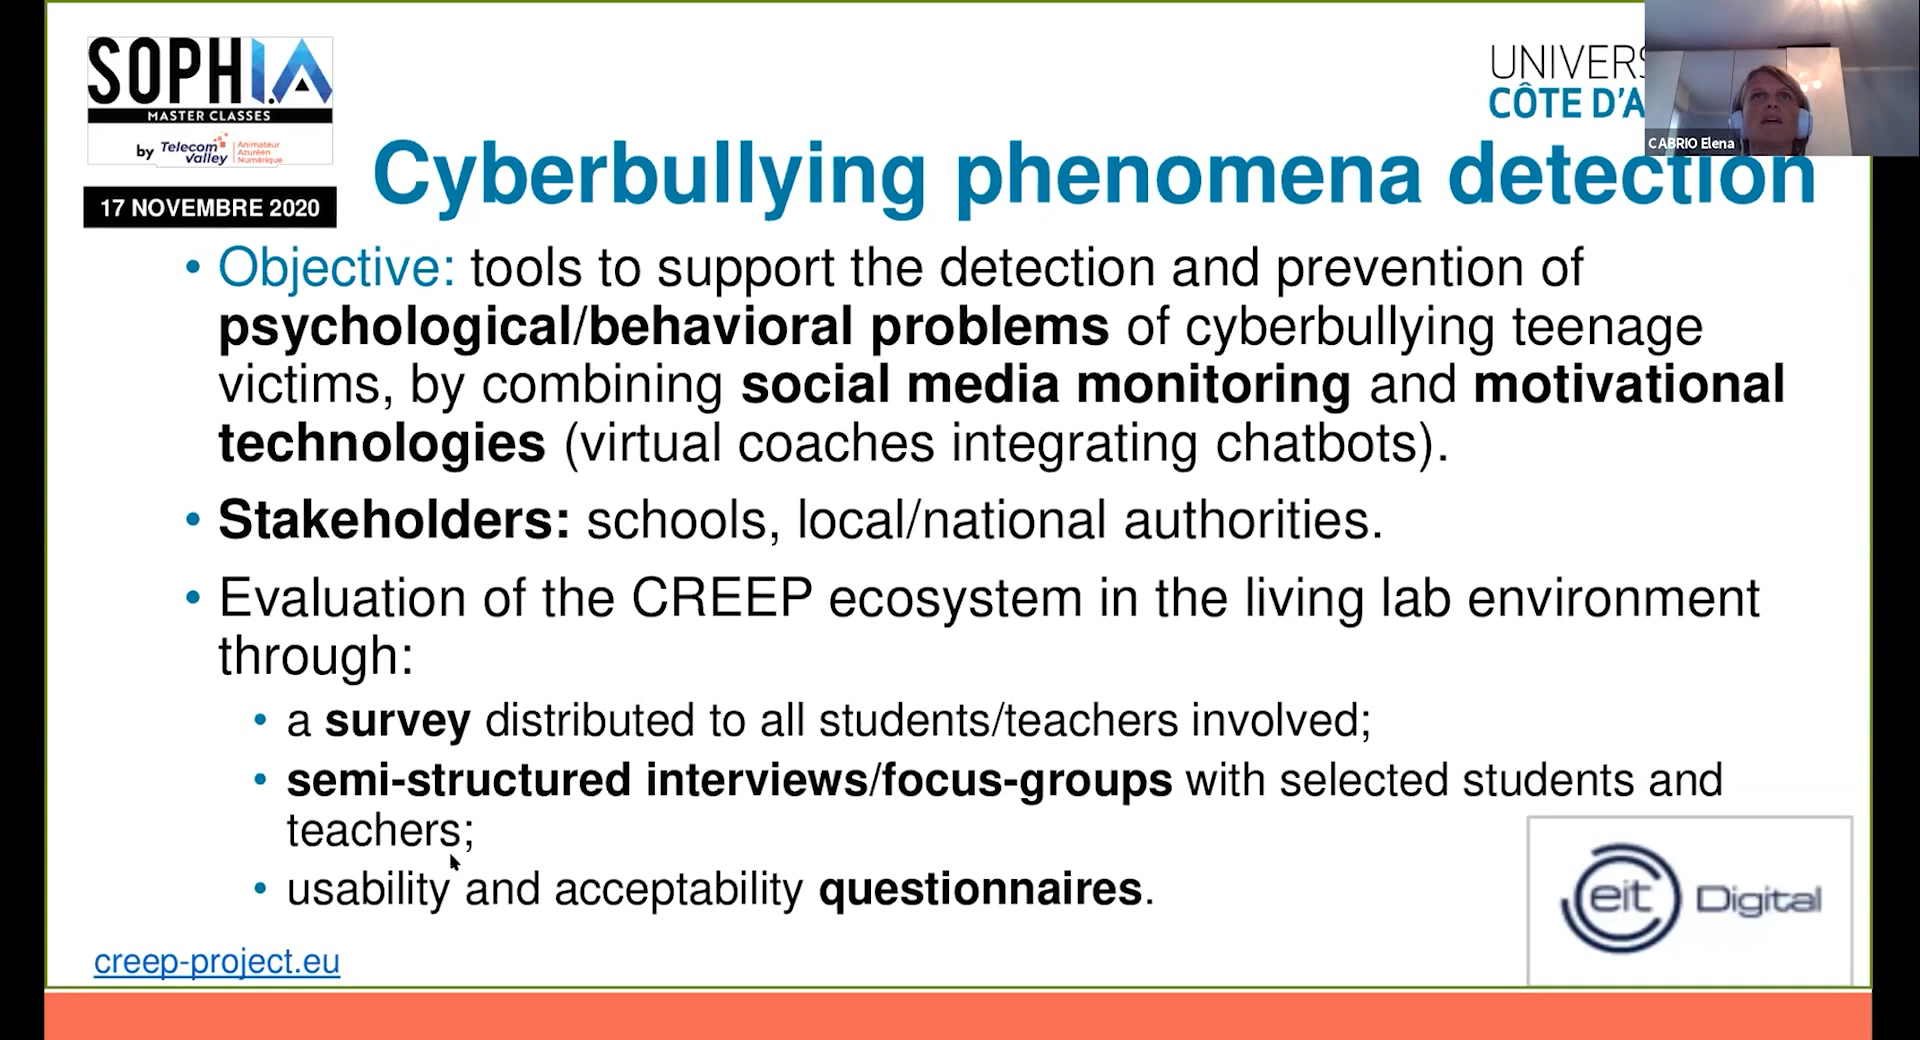 SOPHI.A
MASTER CLASSES
by Telecom Valley
Animateur
Azuréen
Numérique
17 NOVEMBRE 2020
CÔTE D'A
CABRIO Elena
Cyberbullying phenomena detection
• Objective: tools to support the detection and prevention of
psychological/behavioral problems of cyberbullying teenage
victims, by combining social media monitoring and motivational
technologies (virtual coaches integrating chatbots).
• Stakeholders: schools, local/national authorities.
• Evaluation of the CREEP ecosystem in the living lab environment
through:
• a survey distributed to all students/teachers involved;
• semi-structured interviews/focus-groups with selected students and
teachers;
• usability and acceptability questionnaires.
eit Digital
creep-project.eu